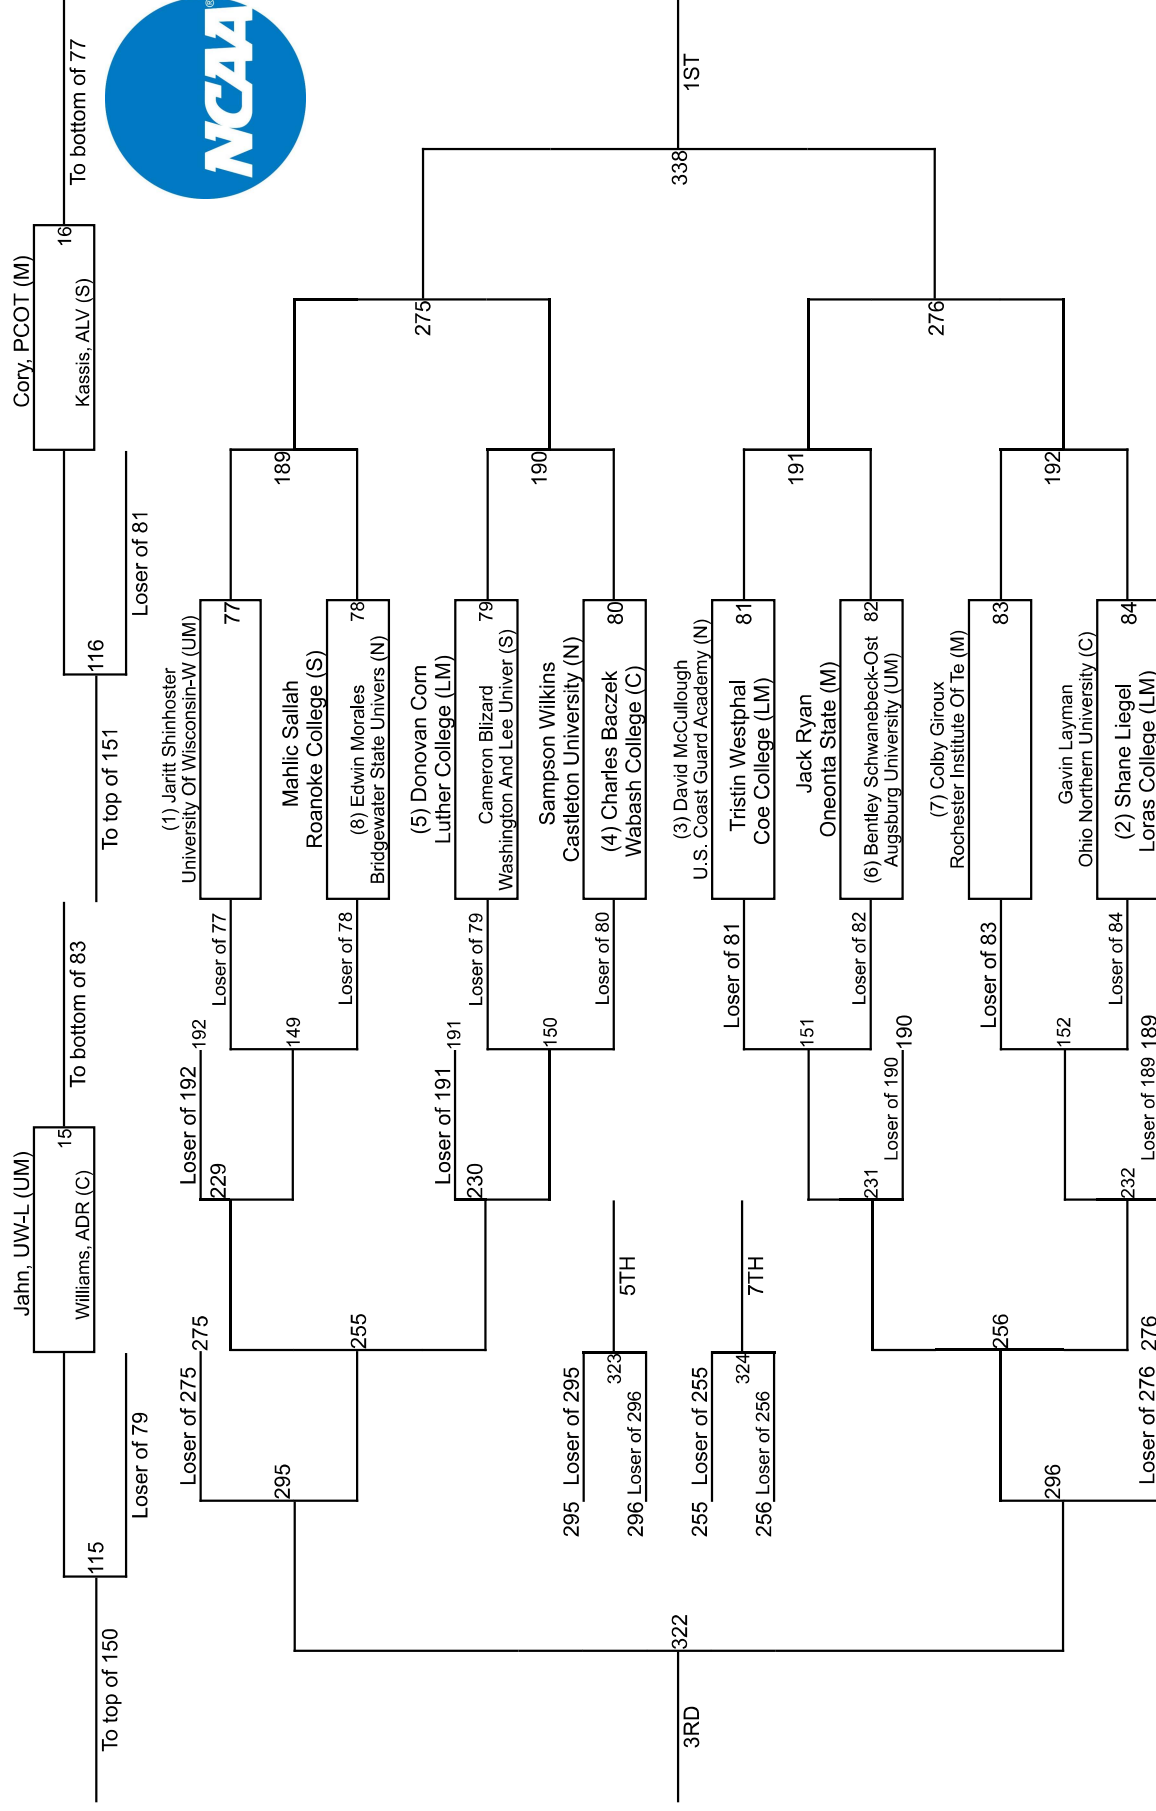 Jahn, UW-L (UM)
15
Williams, ADR (C)
To bottom of 83
115
Loser of 79
To top of 150
Cory, PCOT (M)
16
Kassis, ALV (S)
To bottom of 77
116
Loser of 81
To top of 151
NCAA®
(1) Jaritt Shinhoster
University Of Wisconsin-W (UM)
77
Mahlic Sallah
Roanoke College (S)
(8) Edwin Morales
78
Bridgewater State Univers (N)
(5) Donovan Corn
Luther College (LM)
Cameron Blizard
79
Washington And Lee Univer (S)
Sampson Wilkins
Castleton University (N)
(4) Charles Baczek
80
Wabash College (C)
(3) David McCullough
U.S. Coast Guard Academy (N)
Tristin Westphal
81
Coe College (LM)
Jack Ryan
Oneonta State (M)
(6) Bentley Schwanebeck-Ost
82
Augsburg University (UM)
(7) Colby Giroux
Rochester Institute Of Te (M)
83
Gavin Layman
Ohio Northern University (C)
(2) Shane Liegel
84
Loras College (LM)
189
190
191
192
275
276
338
1ST
Loser of 77
Loser of 78
Loser of 79
Loser of 80
Loser of 81
Loser of 82
Loser of 83
Loser of 84
149
150
151
152
192
Loser of 192
191
Loser of 191
190
Loser of 190
189
Loser of 189
229
230
231
232
275
Loser of 275
255
256
276
Loser of 276
295
296
295 Loser of 295
323
296 Loser of 296
5TH
255 Loser of 255
324
256 Loser of 256
7TH
322
3RD